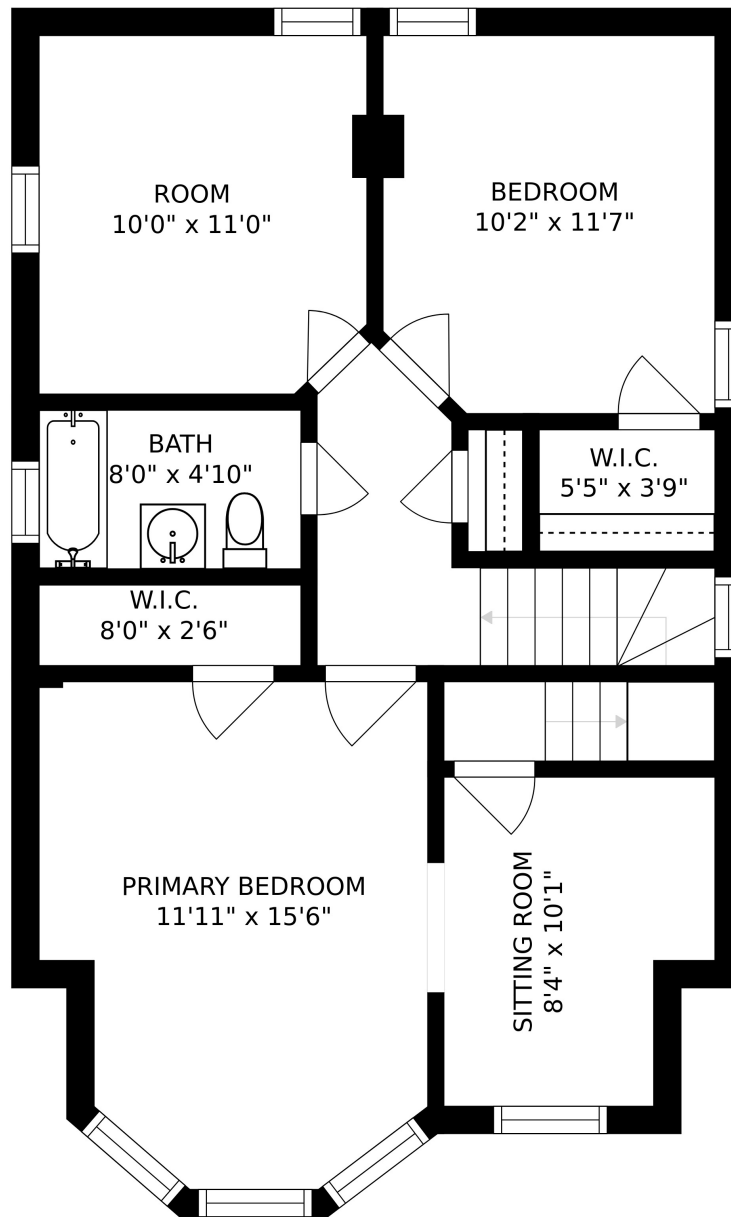 ROOM
10'0" x 11'0"
BEDROOM
10'2" x 11'7"
BATH
8'0" x 4'10"
W.I.C.
5'5" x 3'9"
W.I.C.
8'0" x 2'6"
PRIMARY BEDROOM
11'11" x 15'6"
SITTING ROOM
8'4" x 10'1"